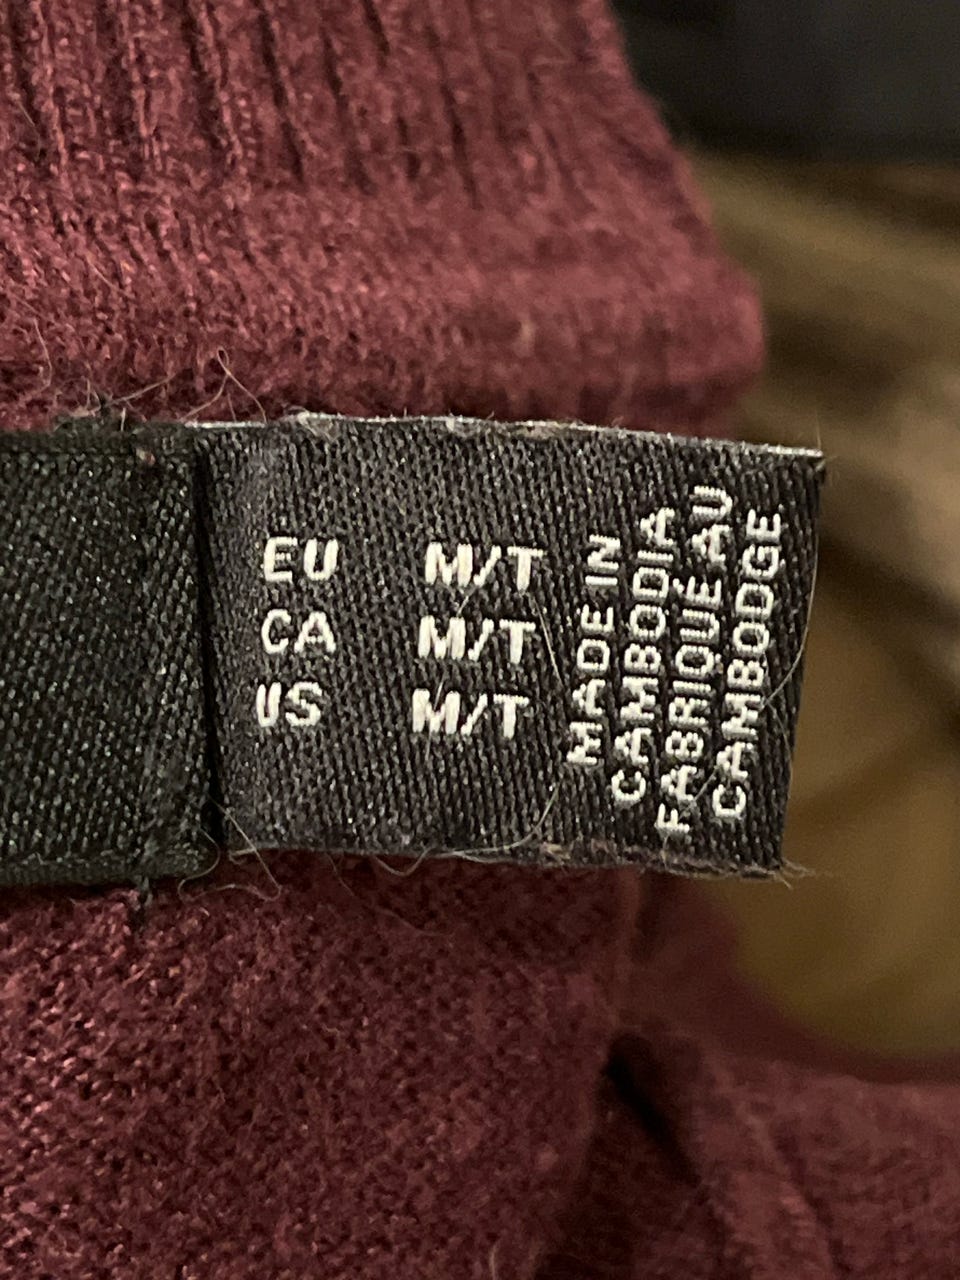 EU M/T
CA M/T
US M/T
MADE IN
CAMBODIA
FABRIQUÉ AU
CAMBODGE